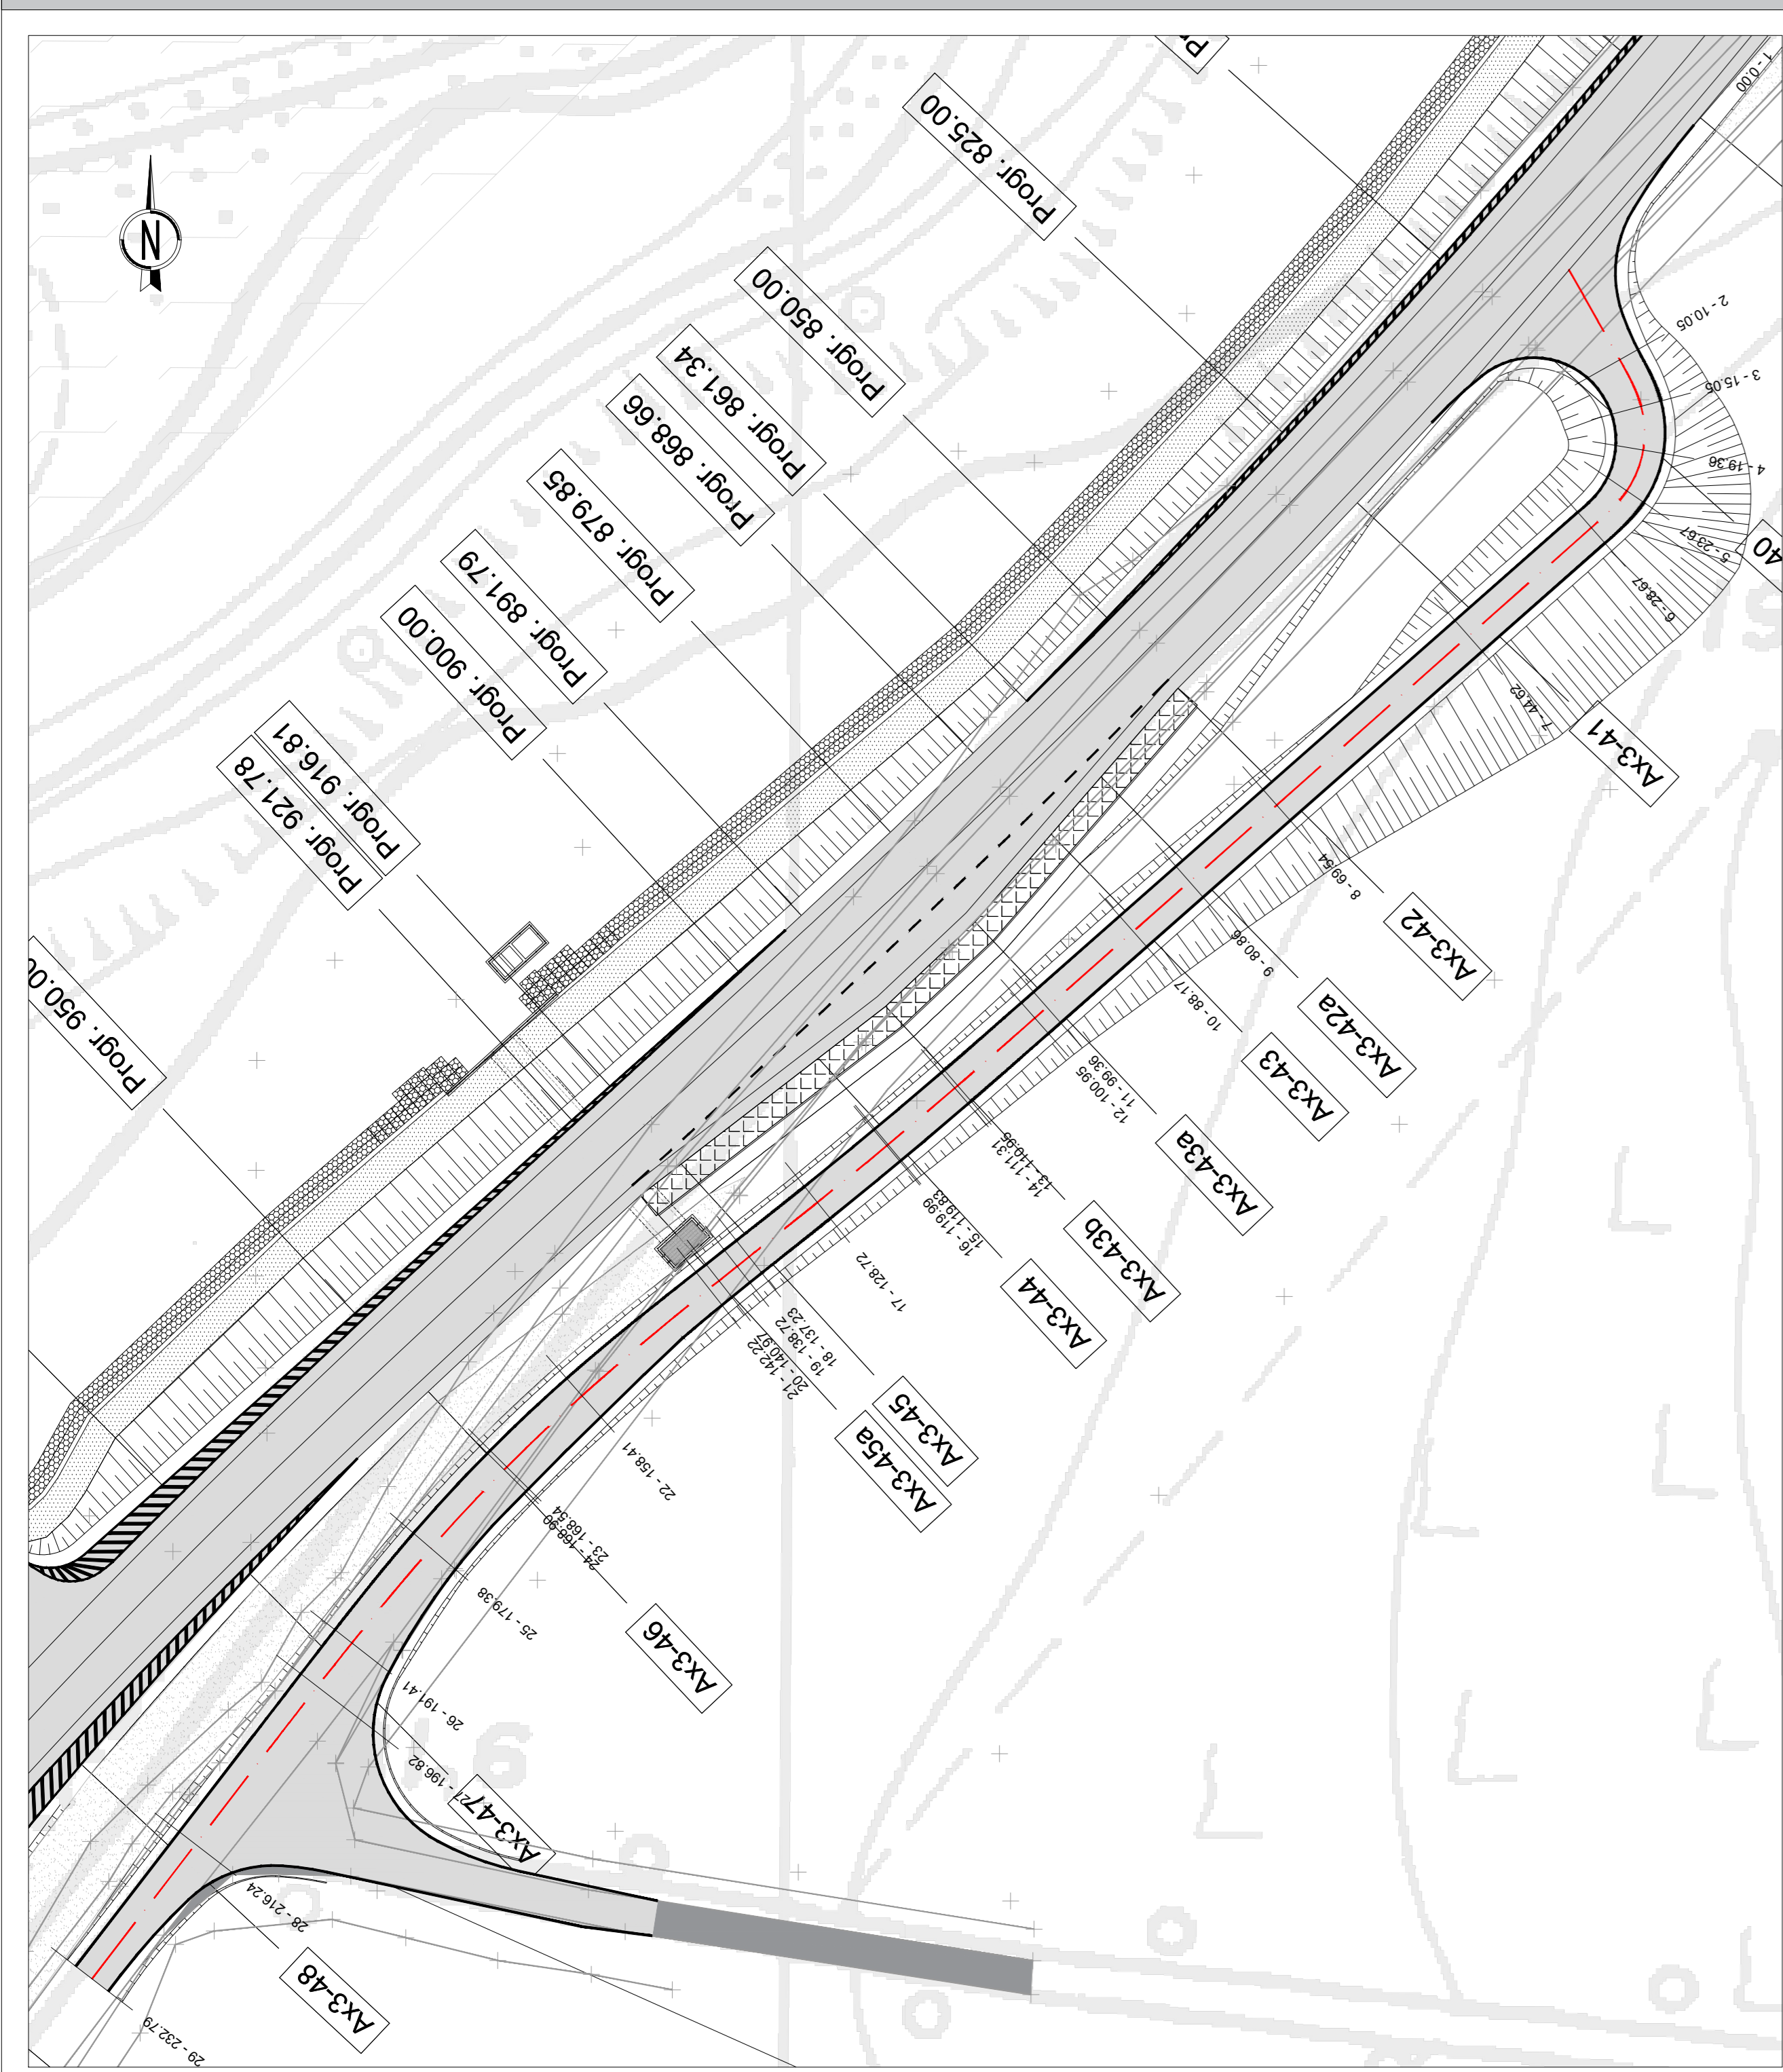 N
Progr. 825.00
Progr. 850.00
Progr. 861.34
Progr. 868.66
Progr. 879.85
Progr. 891.79
Progr. 900.00
Progr. 916.81
Progr. 921.78
Progr. 950.00
1 - 0.00
2 - 10.05
3 - 15.05
4 - 19.36
5 - 23.67
6 - 28.67
7 - 44.62
8 - 69.54
9 - 80.86
10 - 88.17
11 - 99.36
12 - 100.95
13 - 110.95
14 - 111.31
15 - 119.83
16 - 119.99
17 - 128.72
18 - 137.23
19 - 138.72
20 - 140.97
21 - 142.22
22 - 158.41
23 - 168.54
24 - 168.90
25 - 179.38
26 - 191.41
27 - 196.82
28 - 216.24
29 - 232.79
40
Ax3-41
Ax3-42
Ax3-42a
Ax3-43
Ax3-43a
Ax3-43b
Ax3-44
Ax3-45
Ax3-45a
Ax3-46
Ax3-47
Ax3-48